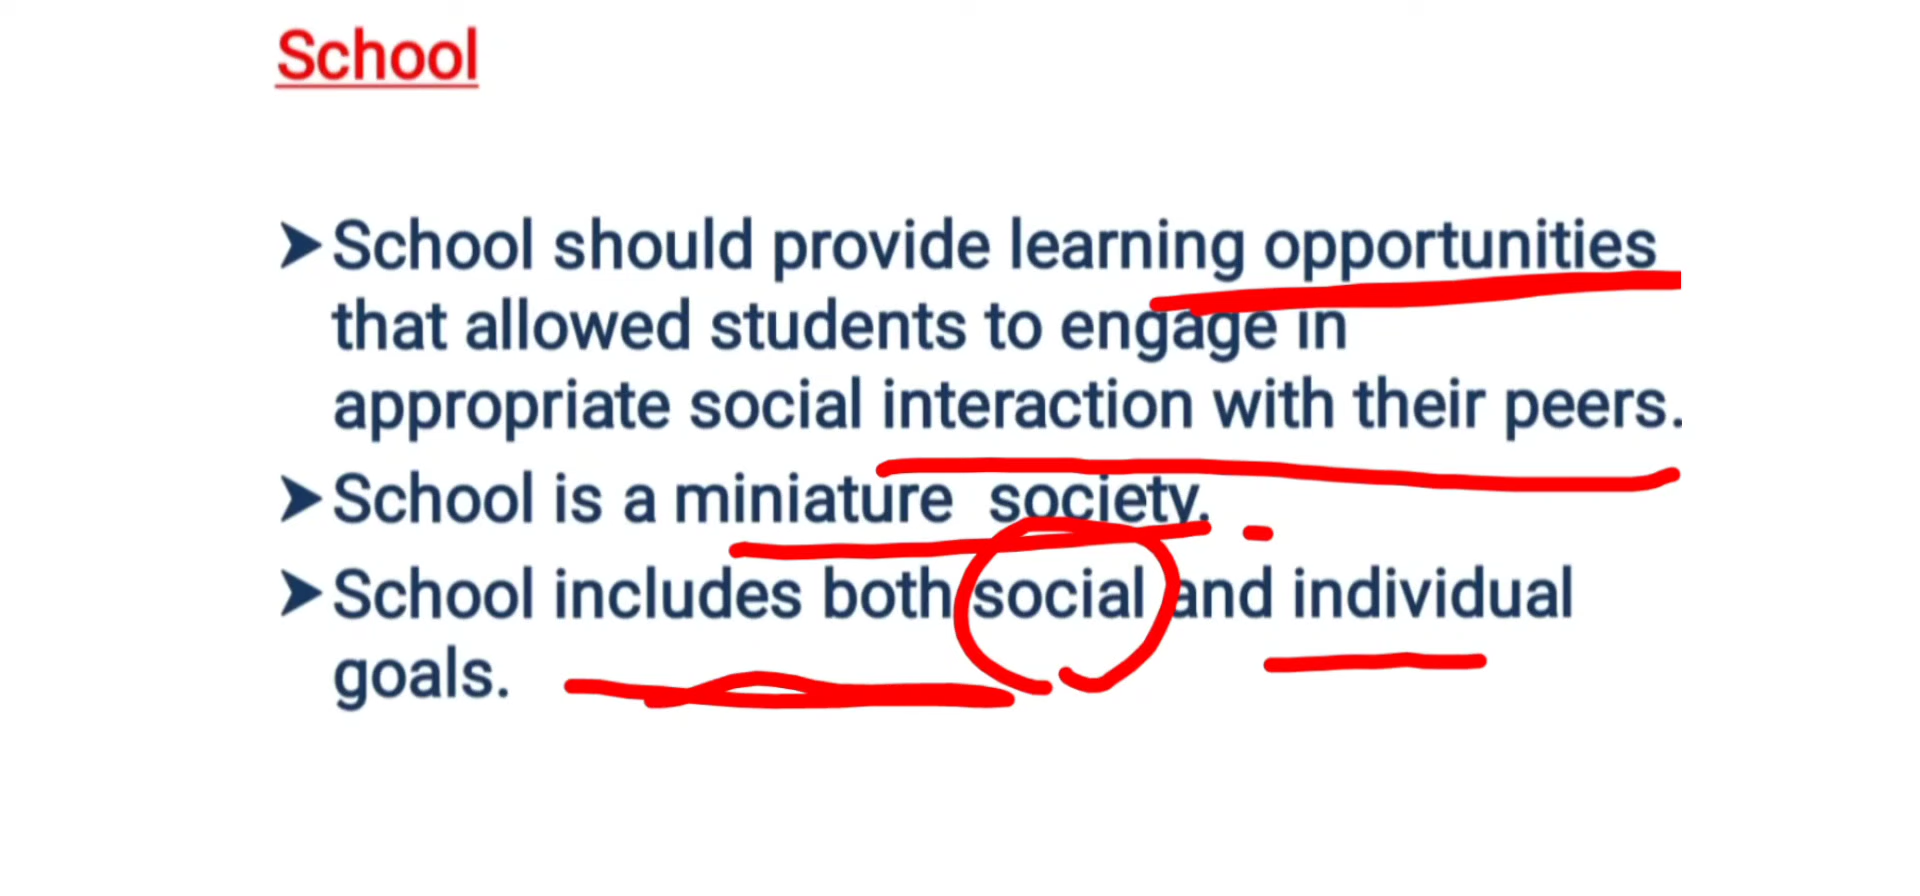 School
➤School should provide learning opportunities
that allowed students to engage in
appropriate social interaction with their peers.
➤School is a miniature  society.
➤School includes both social and individual
goals.